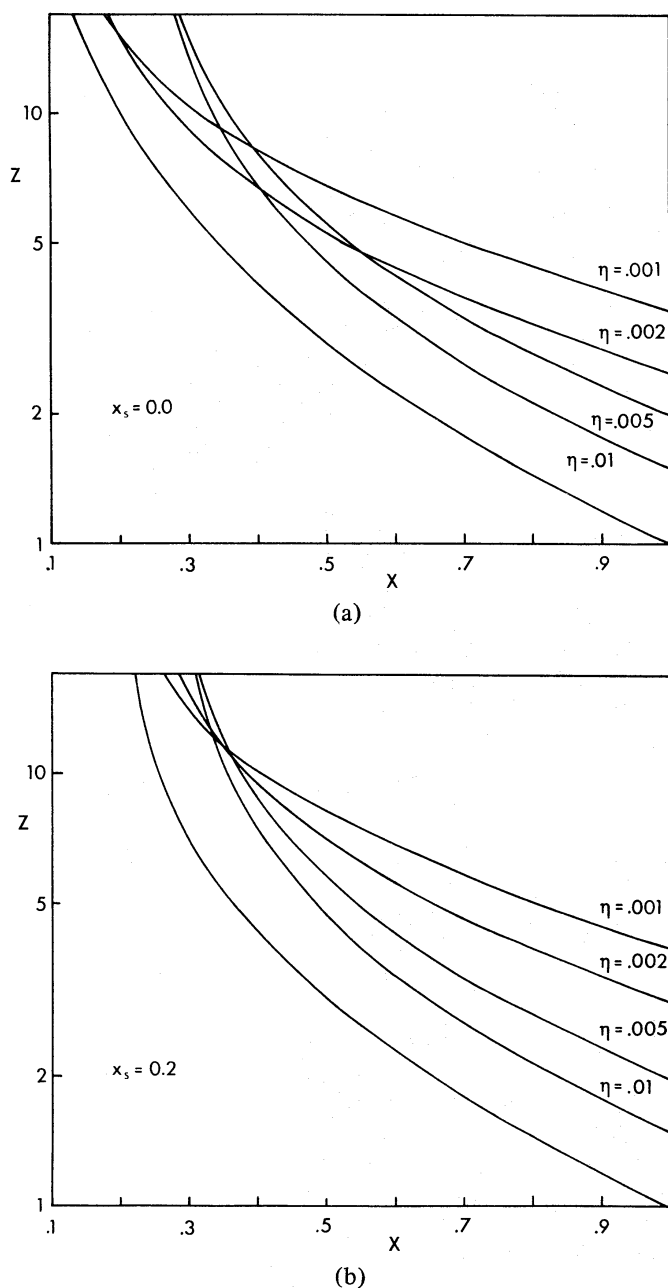 10
Z
5
η = .001
η = .002
2
x_s = 0.0
η = .005
η = .01
1
.1 .3 .5 .7 .9
X
(a)
10
Z
5
η = .001
η = .002
η = .005
2
x_s = 0.2
η = .01
1
.1 .3 .5 .7 .9
X
(b)